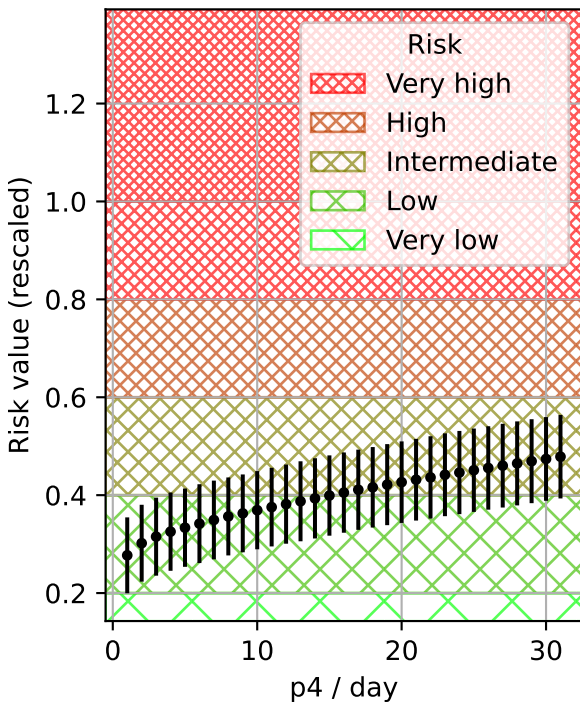 Risk
Very high
High
Intermediate
Low
Very low
1.2
1.0
0.8
0.6
0.4
0.2
Risk value (rescaled)
0
10
20
30
p4 / day